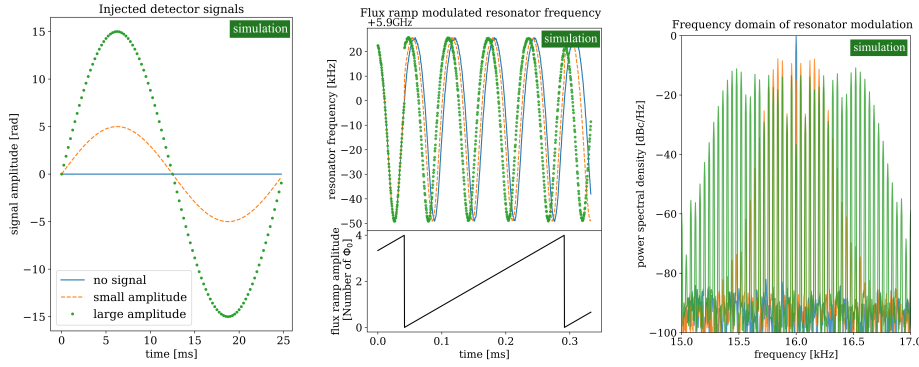 Injected detector signals
simulation
15
10
5
0
−5
−10
−15
signal amplitude [rad]
no signal
small amplitude
large amplitude
0
5
10
15
20
25
time [ms]
Flux ramp modulated resonator frequency
+5.9GHz
simulation
20
10
0
−10
−20
−30
−40
−50
resonator frequency [kHz]
4
2
0
flux ramp amplitude
[Number of Φ0]
0.0
0.1
0.2
0.3
time [ms]
Frequency domain of resonator modulation
simulation
0
−20
−40
−60
−80
−100
power spectral density [dBc/Hz]
15.0
15.5
16.0
16.5
17.0
frequency [kHz]